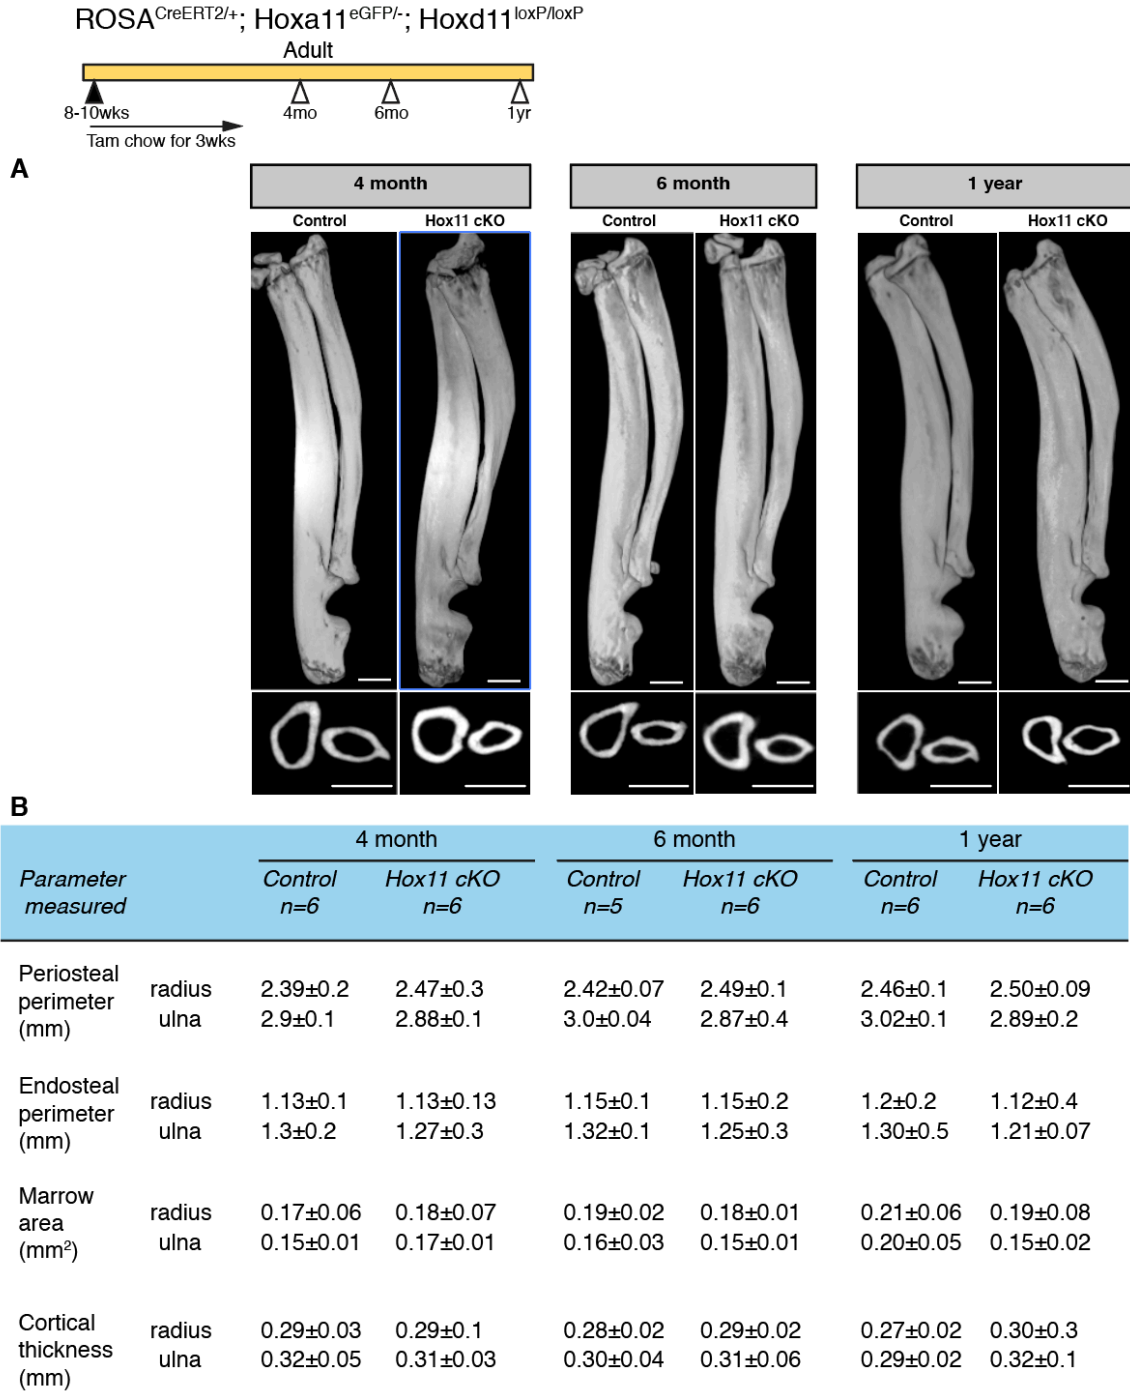 ROSACreERT2/+; Hoxa11eGFP/-; Hoxd11loxP/loxP
Adult
8-10wks 4mo 6mo 1yr
Tam chow for 3wks
A
4 month 6 month 1 year
Control Hox11 cKO Control Hox11 cKO Control Hox11 cKO
B
4 month 6 month 1 year
Parameter measured Control n=6 Hox11 cKO n=6 Control n=5 Hox11 cKO n=6 Control n=6 Hox11 cKO n=6
Periosteal perimeter (mm)
radius 2.39±0.2 2.47±0.3 2.42±0.07 2.49±0.1 2.46±0.1 2.50±0.09
ulna 2.9±0.1 2.88±0.1 3.0±0.04 2.87±0.4 3.02±0.1 2.89±0.2
Endosteal perimeter (mm)
radius 1.13±0.1 1.13±0.13 1.15±0.1 1.15±0.2 1.2±0.2 1.12±0.4
ulna 1.3±0.2 1.27±0.3 1.32±0.1 1.25±0.3 1.30±0.5 1.21±0.07
Marrow area (mm²)
radius 0.17±0.06 0.18±0.07 0.19±0.02 0.18±0.01 0.21±0.06 0.19±0.08
ulna 0.15±0.01 0.17±0.01 0.16±0.03 0.15±0.01 0.20±0.05 0.15±0.02
Cortical thickness (mm)
radius 0.29±0.03 0.29±0.1 0.28±0.02 0.29±0.02 0.27±0.02 0.30±0.3
ulna 0.32±0.05 0.31±0.03 0.30±0.04 0.31±0.06 0.29±0.02 0.32±0.1